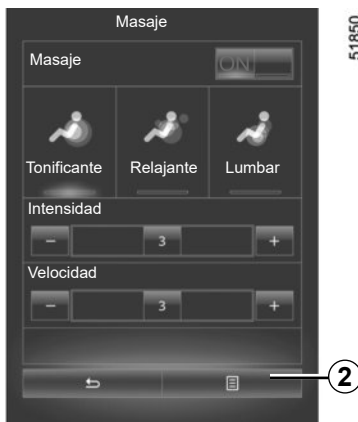 Masaje
51850
Masaje ON
Tonificante Relajante Lumbar
Intensidad
– 3 +
Velocidad
– 3 +
2